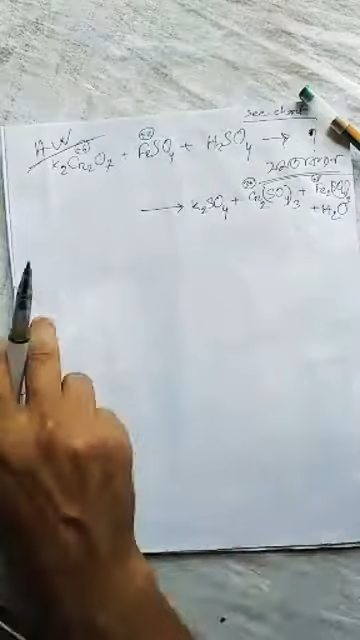 see chart
H W
K₂Cr₂O₇ + FeSO₄ + H₂SO₄ →
→ K₂SO₄ + Cr₂(SO₄)₃ + Fe₂(SO₄)₃
+ H₂O